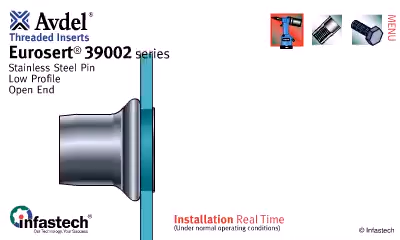 Avdel®
Threaded Inserts
Eurosert® 39002 series
Stainless Steel Pin
Low Profile
Open End
MENU
infastech®
Our Technology, Your Success
Installation Real Time
(Under normal operating conditions)
© Infastech